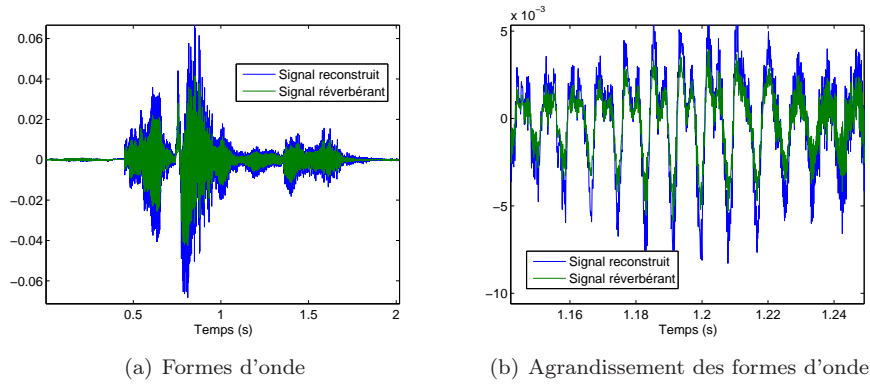 0.06
0.04
0.02
0
−0.02
−0.04
−0.06
0.5
1
1.5
2
Temps (s)
Signal reconstruit
Signal réverbérant
(a) Formes d'onde
x 10⁻³
5
0
−5
−10
1.16
1.18
1.2
1.22
1.24
Temps (s)
Signal reconstruit
Signal réverbérant
(b) Agrandissement des formes d'onde